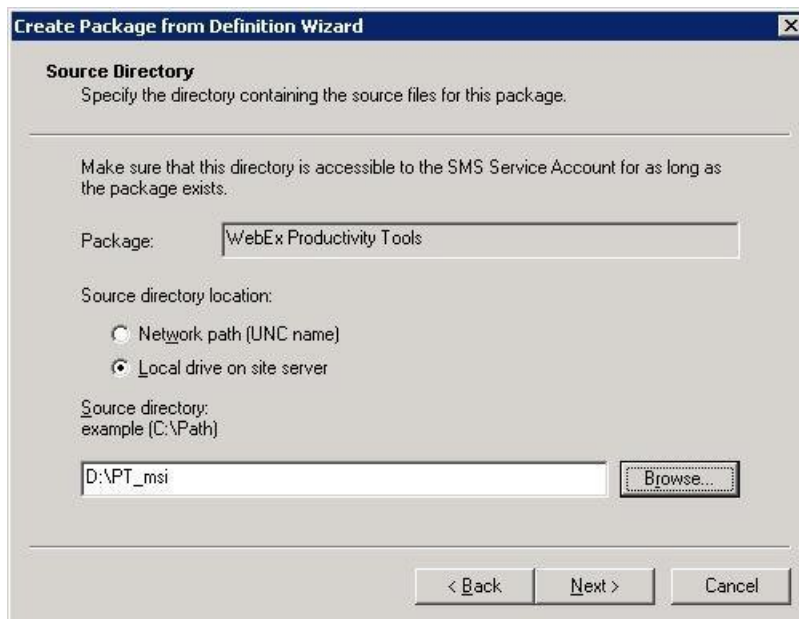 Create Package from Definition Wizard
Source Directory
Specify the directory containing the source files for this package.
Make sure that this directory is accessible to the SMS Service Account for as long as
the package exists.
Package: WebEx Productivity Tools
Source directory location:
Network path (UNC name)
Local drive on site server
Source directory:
example (C:\Path)
D:\PT_msi Browse...
< Back Next > Cancel